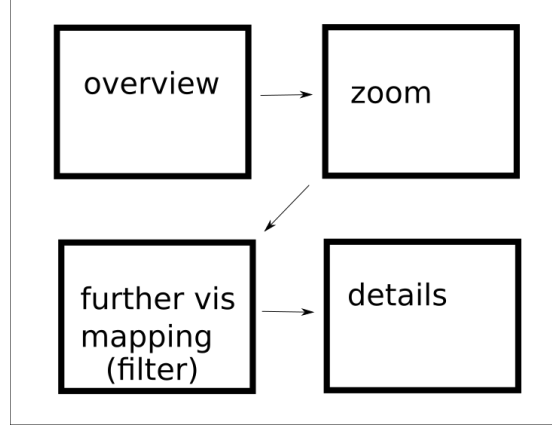 overview
zoom
further vis
mapping
(filter)
details